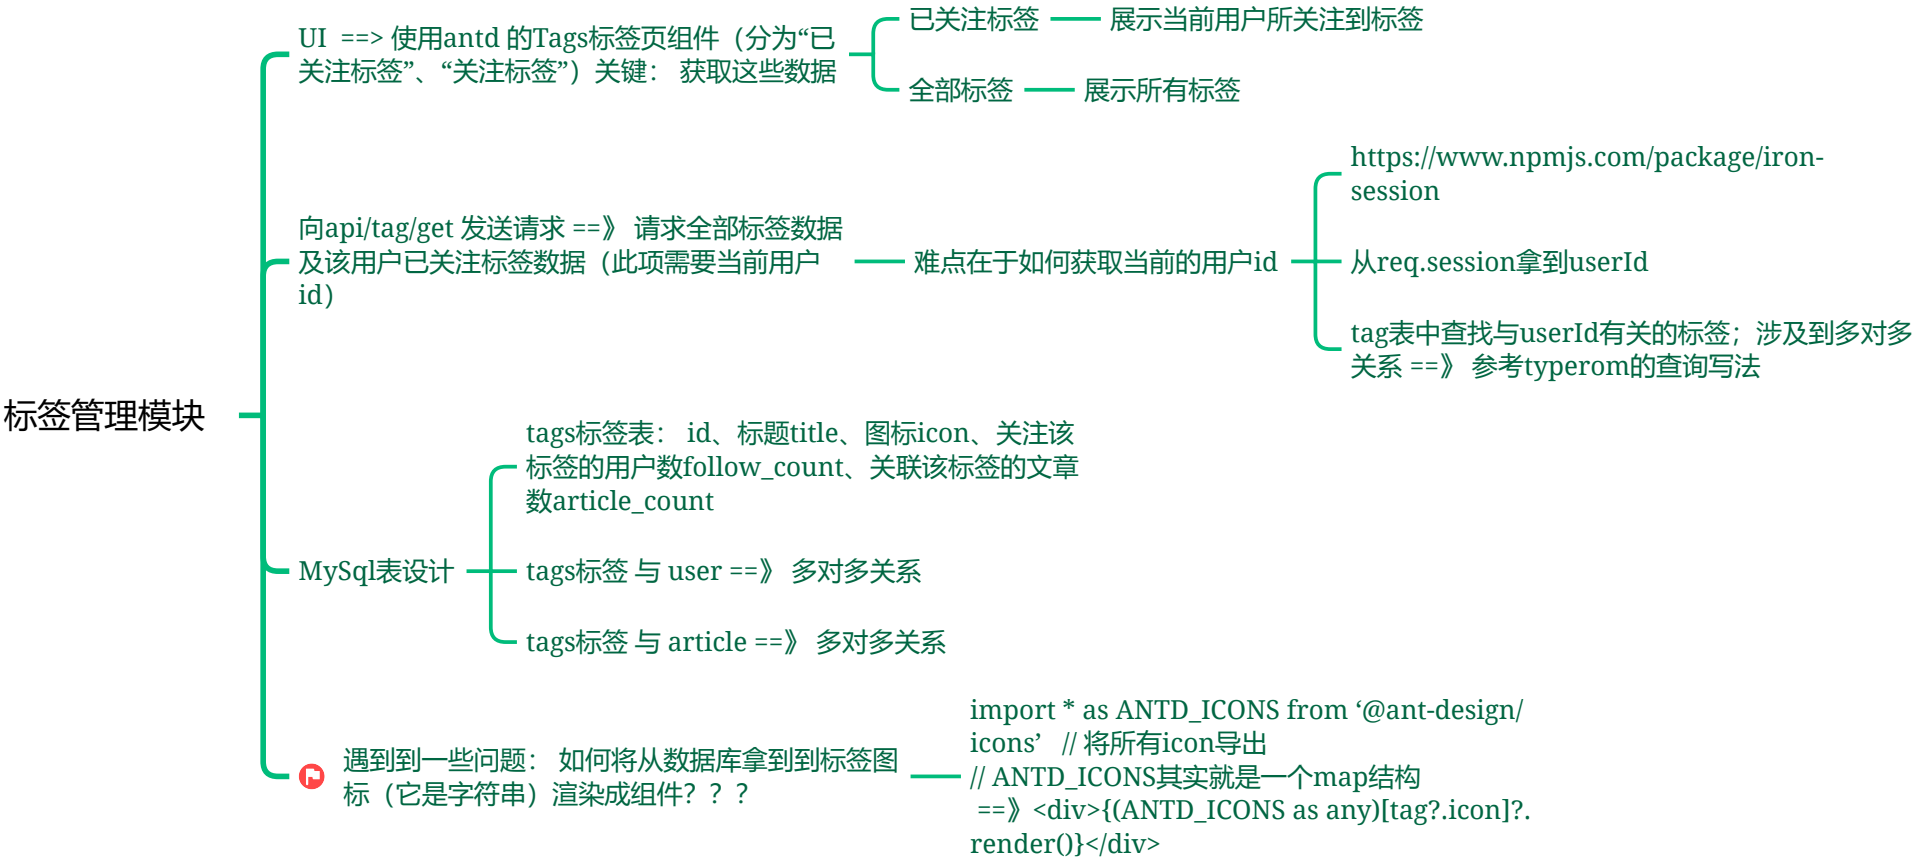 标签管理模块
UI ==> 使用antd 的Tags标签页组件（分为“已
关注标签”、“关注标签”）关键： 获取这些数据
已关注标签
展示当前用户所关注到标签
全部标签
展示所有标签
向api/tag/get 发送请求 ==》 请求全部标签数据
及该用户已关注标签数据（此项需要当前用户
id）
难点在于如何获取当前的用户id
https://www.npmjs.com/package/iron-
session
从req.session拿到userId
tag表中查找与userId有关的标签；涉及到多对多
关系 ==》 参考typerom的查询写法
MySql表设计
tags标签表： id、标题title、图标icon、关注该
标签的用户数follow_count、关联该标签的文章
数article_count
tags标签 与 user ==》 多对多关系
tags标签 与 article ==》 多对多关系
遇到到一些问题： 如何将从数据库拿到到标签图
标（它是字符串）渲染成组件？？？
import * as ANTD_ICONS from ‘@ant-design/
icons’ // 将所有icon导出
// ANTD_ICONS其实就是一个map结构
==》<div>{(ANTD_ICONS as any)[tag?.icon]?.
render()}</div>